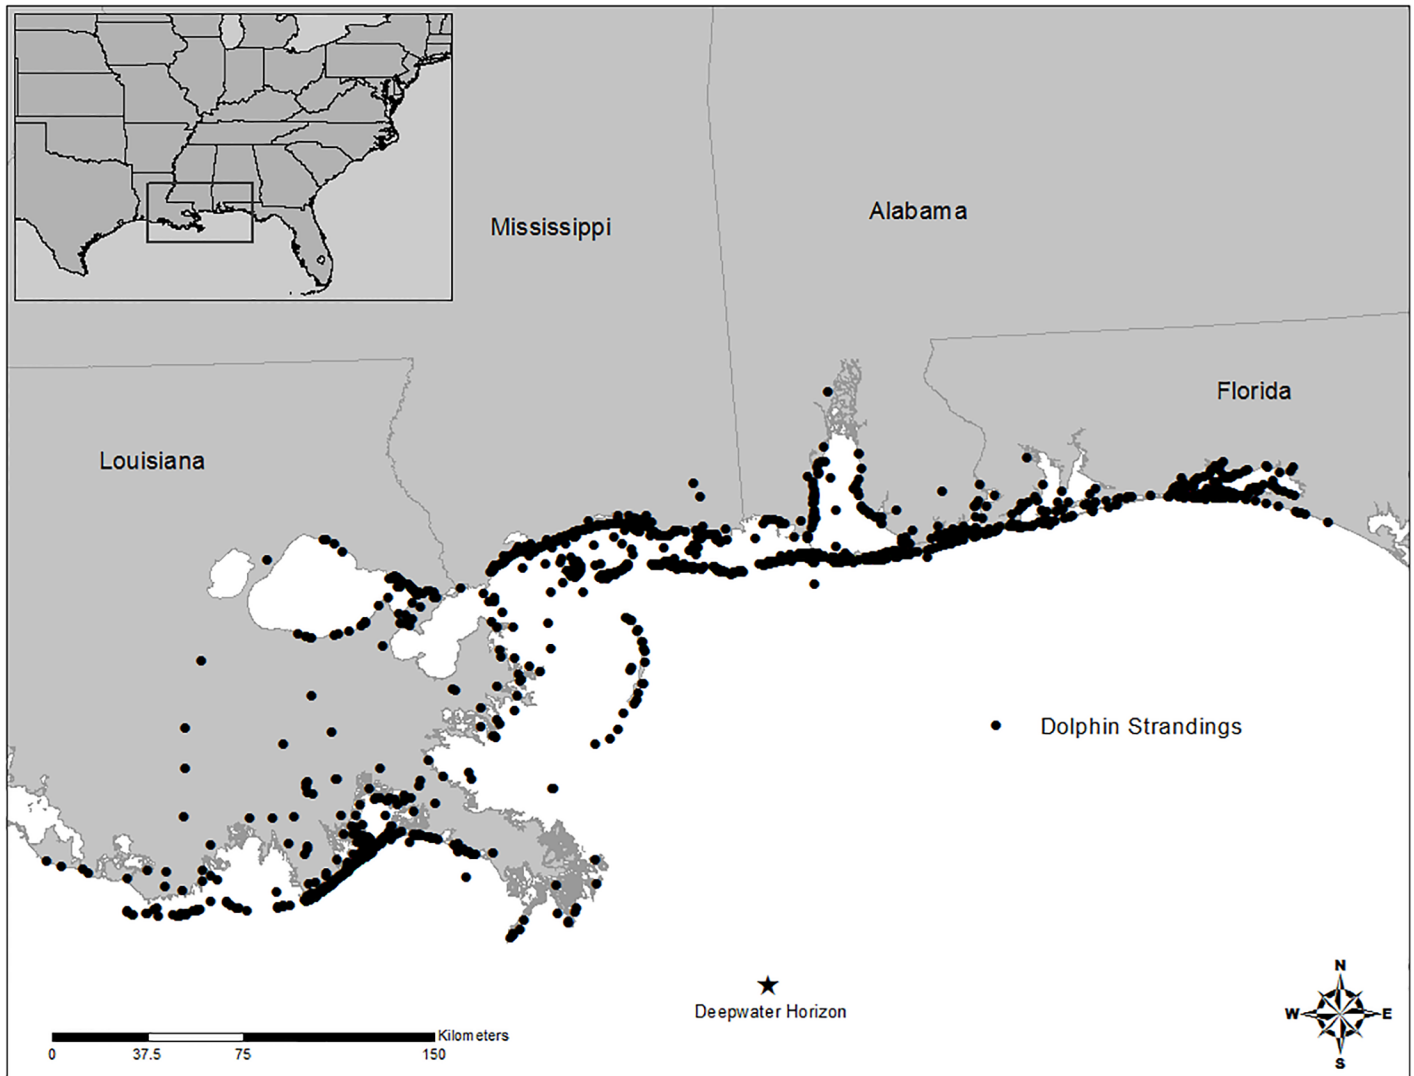 Mississippi
Alabama
Florida
Louisiana
Dolphin Strandings
Deepwater Horizon
N
W E
S
Kilometers
0 37.5 75 150